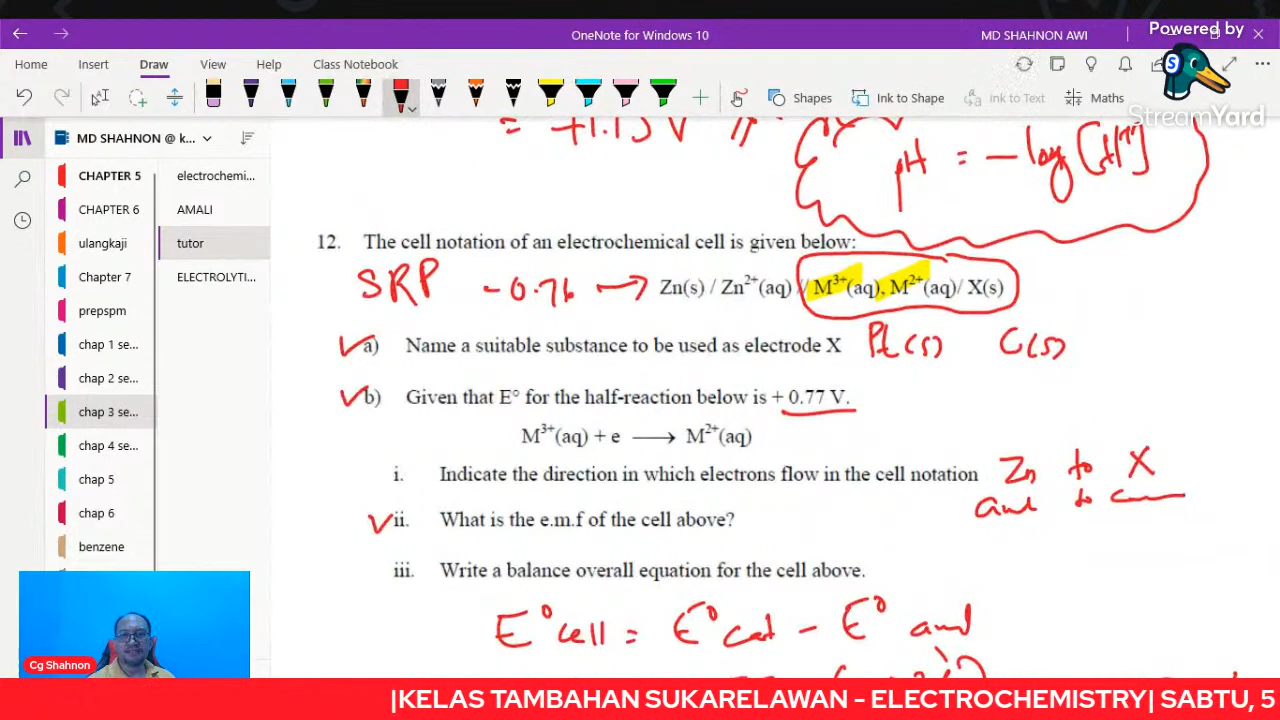 OneNote for Windows 10
MD SHAHNON AWI
Powered by
StreamYard
Home Insert Draw View Help Class Notebook
Shapes Ink to Shape Ink to Text Maths
MD SHAHNON @ k...
CHAPTER 5
CHAPTER 6
ulangkaji
Chapter 7
prepspm
chap 1 se...
chap 2 se...
chap 3 se...
chap 4 se...
chap 5
chap 6
benzene
electrochemi...
AMALI
tutor
ELECTROLYTI...
= +1.13 V
pH = -log [H⁺]
12. The cell notation of an electrochemical cell is given below:
SRP -0.76 → Zn(s) / Zn²⁺(aq) // M³⁺(aq), M²⁺(aq)/ X(s)
a) Name a suitable substance to be used as electrode X Pt(s) C(s)
b) Given that E° for the half-reaction below is + 0.77 V.
M³⁺(aq) + e → M²⁺(aq)
i. Indicate the direction in which electrons flow in the cell notation Zn to X
to
ii. What is the e.m.f of the cell above?
iii. Write a balance overall equation for the cell above.
E° cell = E° cat - E° and
Cg Shahnon
|KELAS TAMBAHAN SUKARELAWAN - ELECTROCHEMISTRY| SABTU, 5